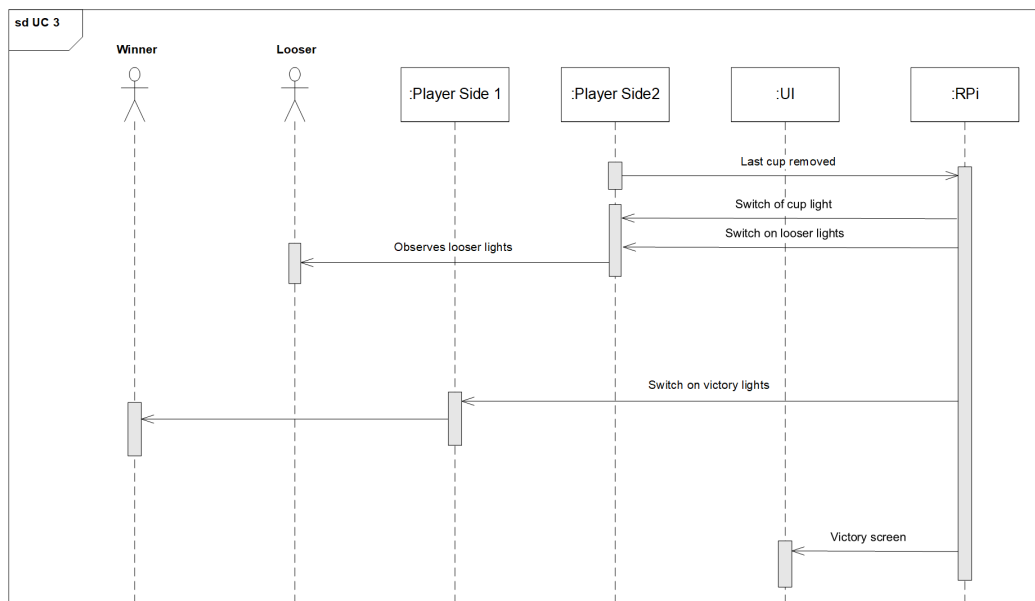 sd UC 3
Winner
Looser
:Player Side 1
:Player Side2
:UI
:RPi
Last cup removed
Switch of cup light
Switch on looser lights
Observes looser lights
Switch on victory lights
Victory screen